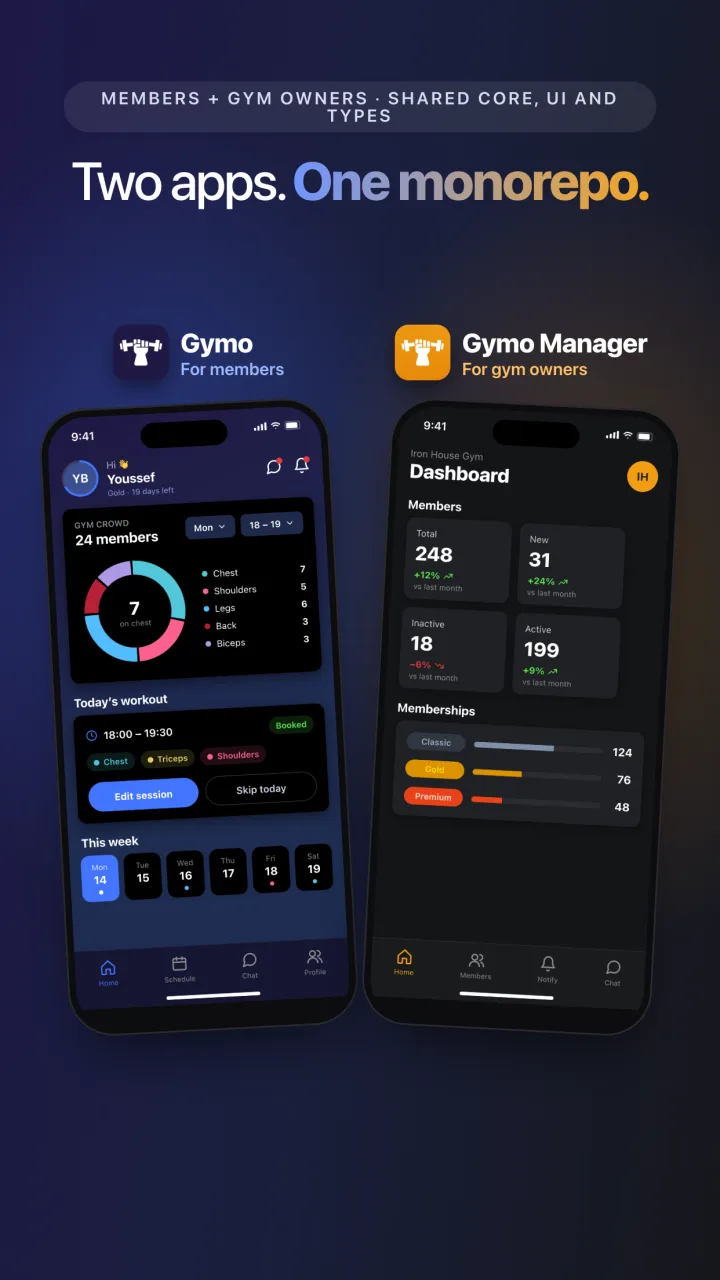 MEMBERS + GYM OWNERS · SHARED CORE, UI AND
TYPES
Two apps. One monorepo.
Gymo
For members
Gymo Manager
For gym owners
9:41
Hi 👋
YB
Youssef
Gold · 19 days left
GYM CROWD
24 members
Mon
18 – 19
7
on chest
Chest 7
Shoulders 5
Legs 6
Back 3
Biceps 3
Today's workout
18:00 – 19:30
Booked
Chest
Triceps
Shoulders
Edit session
Skip today
This week
Mon
14
Tue
15
Wed
16
Thu
17
Fri
18
Sat
19
Home
Schedule
Chat
Profile
9:41
Iron House Gym
Dashboard
IH
Members
Total
248
+12%
vs last month
New
31
+24%
vs last month
Inactive
18
−6%
vs last month
Active
199
+9%
vs last month
Memberships
Classic 124
Gold 76
Premium 48
Home
Members
Notify
Chat